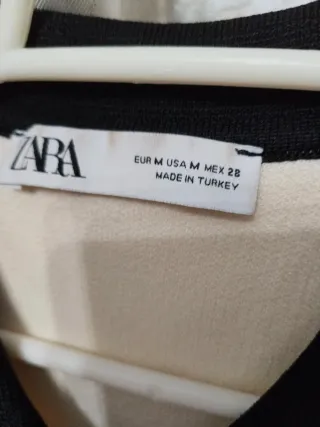 ZARA
EUR M USA M MEX 28
MADE IN TURKEY